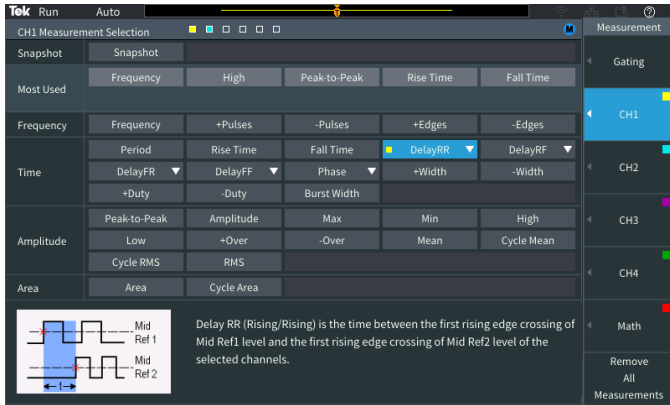 Tek Run Auto
CH1 Measurement Selection M Measurement
Snapshot Snapshot
Gating
Most Used Frequency High Peak-to-Peak Rise Time Fall Time
CH1
Frequency Frequency +Pulses -Pulses +Edges -Edges
Time Period Rise Time Fall Time DelayRR DelayRF
DelayFR DelayFF Phase +Width -Width
CH2
+Duty -Duty Burst Width
Amplitude Peak-to-Peak Amplitude Max Min High
CH3
Low +Over -Over Mean Cycle Mean
Cycle RMS RMS
CH4
Area Area Cycle Area
Mid
Ref 1
Mid
Ref 2
t
Delay RR (Rising/Rising) is the time between the first rising edge crossing of
Mid Ref1 level and the first rising edge crossing of Mid Ref2 level of the
selected channels.
Math
Remove
All
Measurements